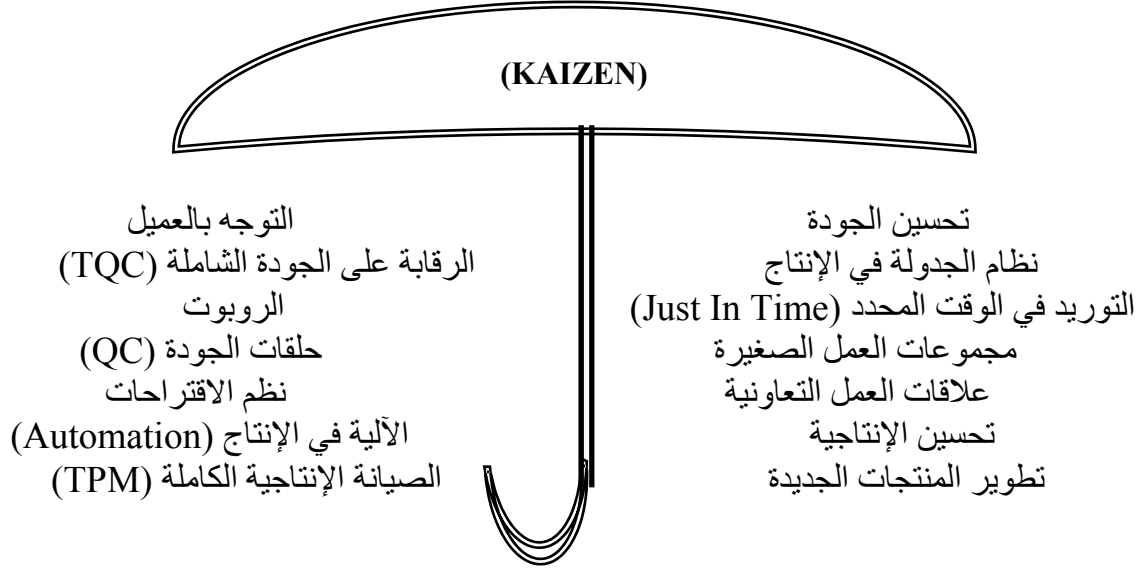 (KAIZEN)
تحسين الجودة
نظام الجدولة في الإنتاج
التوريد في الوقت المحدد (Just In Time)
مجموعات العمل الصغيرة
علاقات العمل التعاونية
تحسين الإنتاجية
تطوير المنتجات الجديدة
التوجه بالعميل
الرقابة على الجودة الشاملة (TQC)
الروبوت
حلقات الجودة (QC)
نظم الاقتراحات
الآلية في الإنتاج (Automation)
الصيانة الإنتاجية الكاملة (TPM)